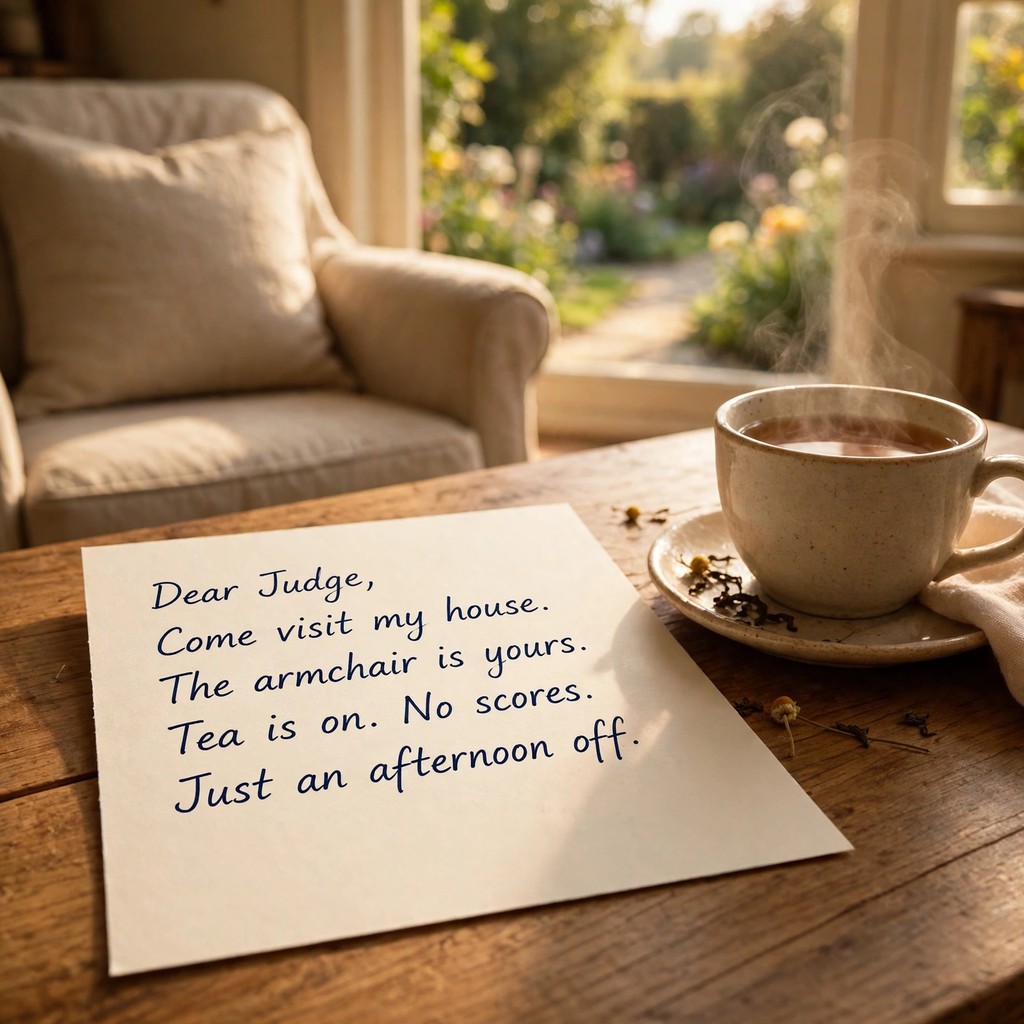 Dear Judge,
Come visit my house.
The armchair is yours.
Tea is on. No scores.
Just an afternoon off.